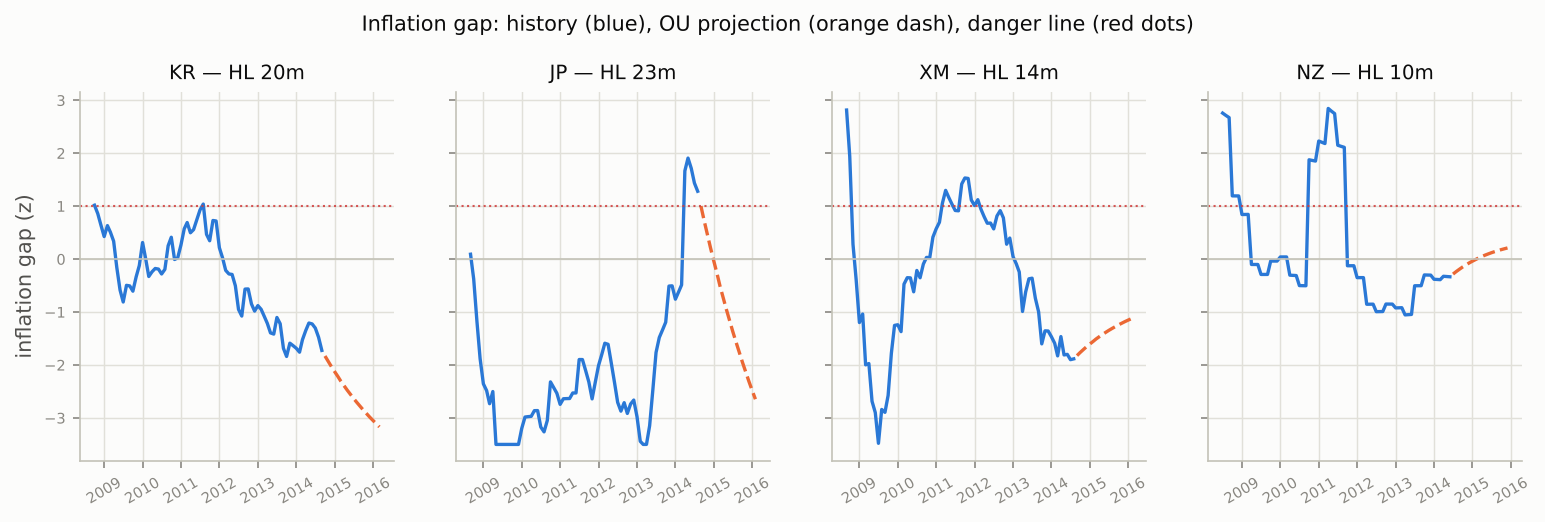 Inflation gap: history (blue), OU projection (orange dash), danger line (red dots)
KR — HL 20m
JP — HL 23m
XM — HL 14m
NZ — HL 10m
inflation gap (z)
3
2
1
0
−1
−2
−3
2009 2010 2011 2012 2013 2014 2015 2016
2009 2010 2011 2012 2013 2014 2015 2016
2009 2010 2011 2012 2013 2014 2015 2016
2009 2010 2011 2012 2013 2014 2015 2016